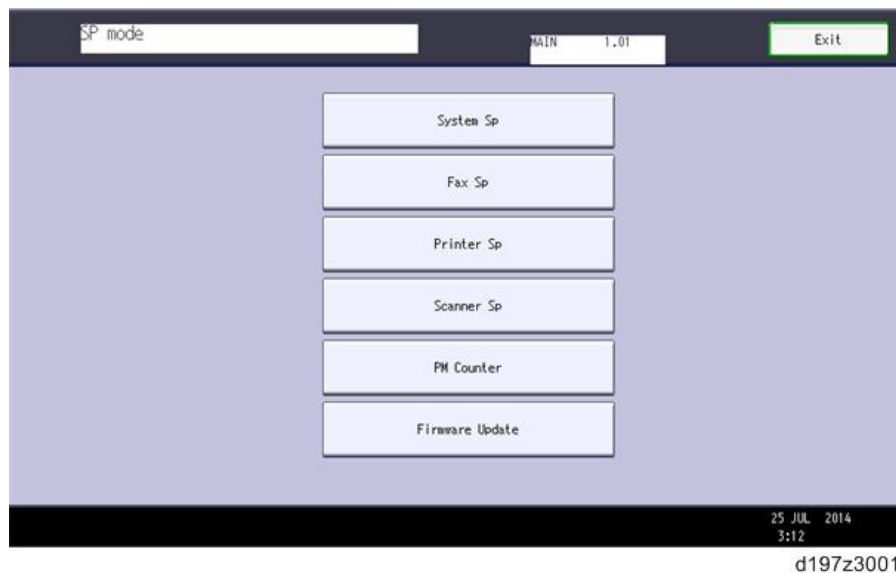 SP mode
MAIN 1.01
Exit
System Sp
Fax Sp
Printer Sp
Scanner Sp
PM Counter
Firmware Update
25 JUL 2014
3:12
d197z3001